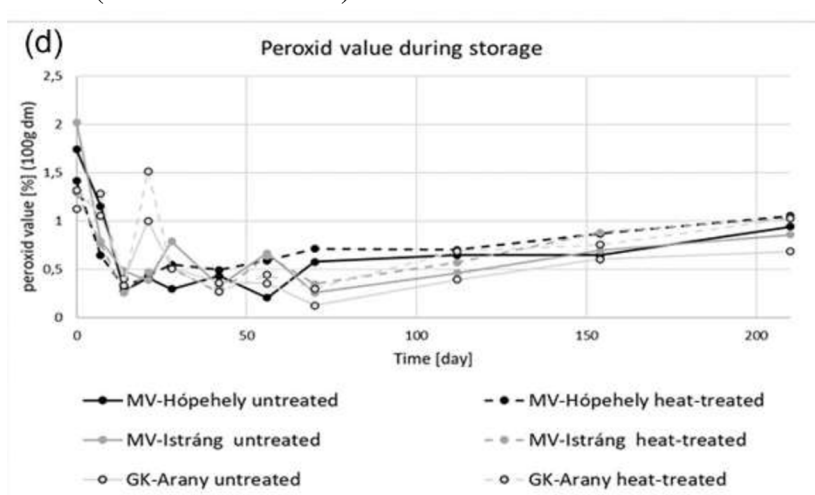 (d)
Peroxid value during storage
peroxid value [%] (100g dm)
2,5
2
1,5
1
0,5
0
0 50 100 150 200
Time [day]
MV-Hópehely untreated MV-Hópehely heat-treated
MV-Istráng untreated MV-Istráng heat-treated
GK-Arany untreated GK-Arany heat-treated